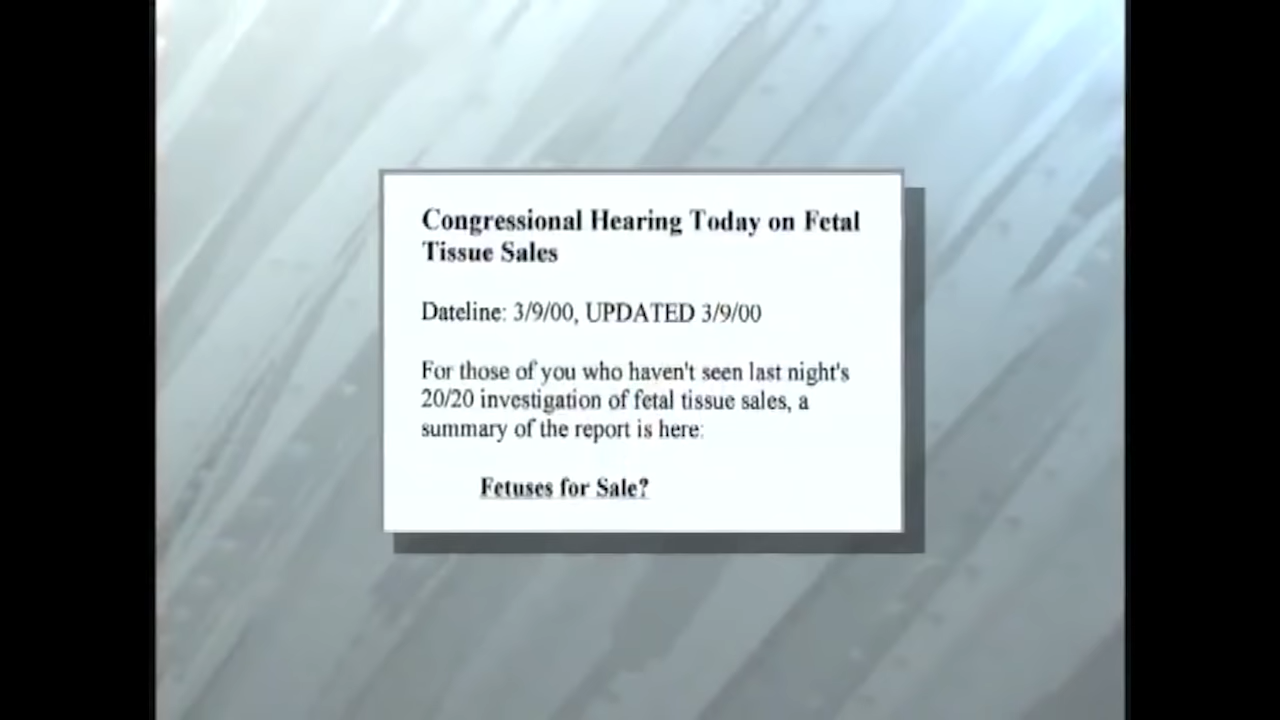 Congressional Hearing Today on Fetal
Tissue Sales
Dateline: 3/9/00, UPDATED 3/9/00
For those of you who haven't seen last night's
20/20 investigation of fetal tissue sales, a
summary of the report is here:
Fetuses for Sale?